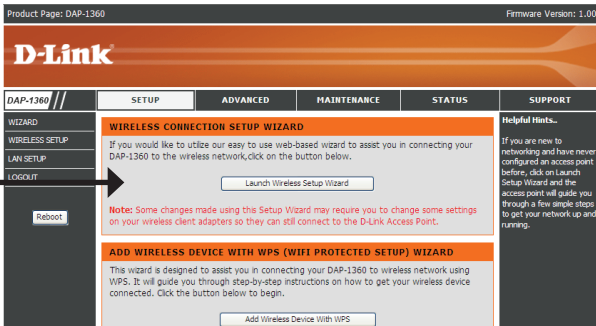 Product Page: DAP-1360
Firmware Version: 1.00
D-Link
DAP-1360 //
SETUP
ADVANCED
MAINTENANCE
STATUS
SUPPORT
WIZARD
WIRELESS SETUP
LAN SETUP
LOGOUT
Reboot
WIRELESS CONNECTION SETUP WIZARD
If you would like to utilize our easy to use web-based wizard to assist you in connecting your
DAP-1360 to the wireless network,click on the button below.
Launch Wireless Setup Wizard
Note: Some changes made using this Setup Wizard may require you to change some settings
on your wireless client adapters so they can still connect to the D-Link Access Point.
ADD WIRELESS DEVICE WITH WPS (WIFI PROTECTED SETUP) WIZARD
This wizard is designed to assist you in connecting your DAP-1360 to wireless network using
WPS. It will guide you through step-by-step instructions on how to get your wireless device
connected. Click the button below to begin.
Add Wireless Device With WPS
Helpful Hints..
If you are new to
networking and have never
configured an access point
before, click on Launch
Setup Wizard and the
access point will guide you
through a few simple steps
to get your network up and
running.